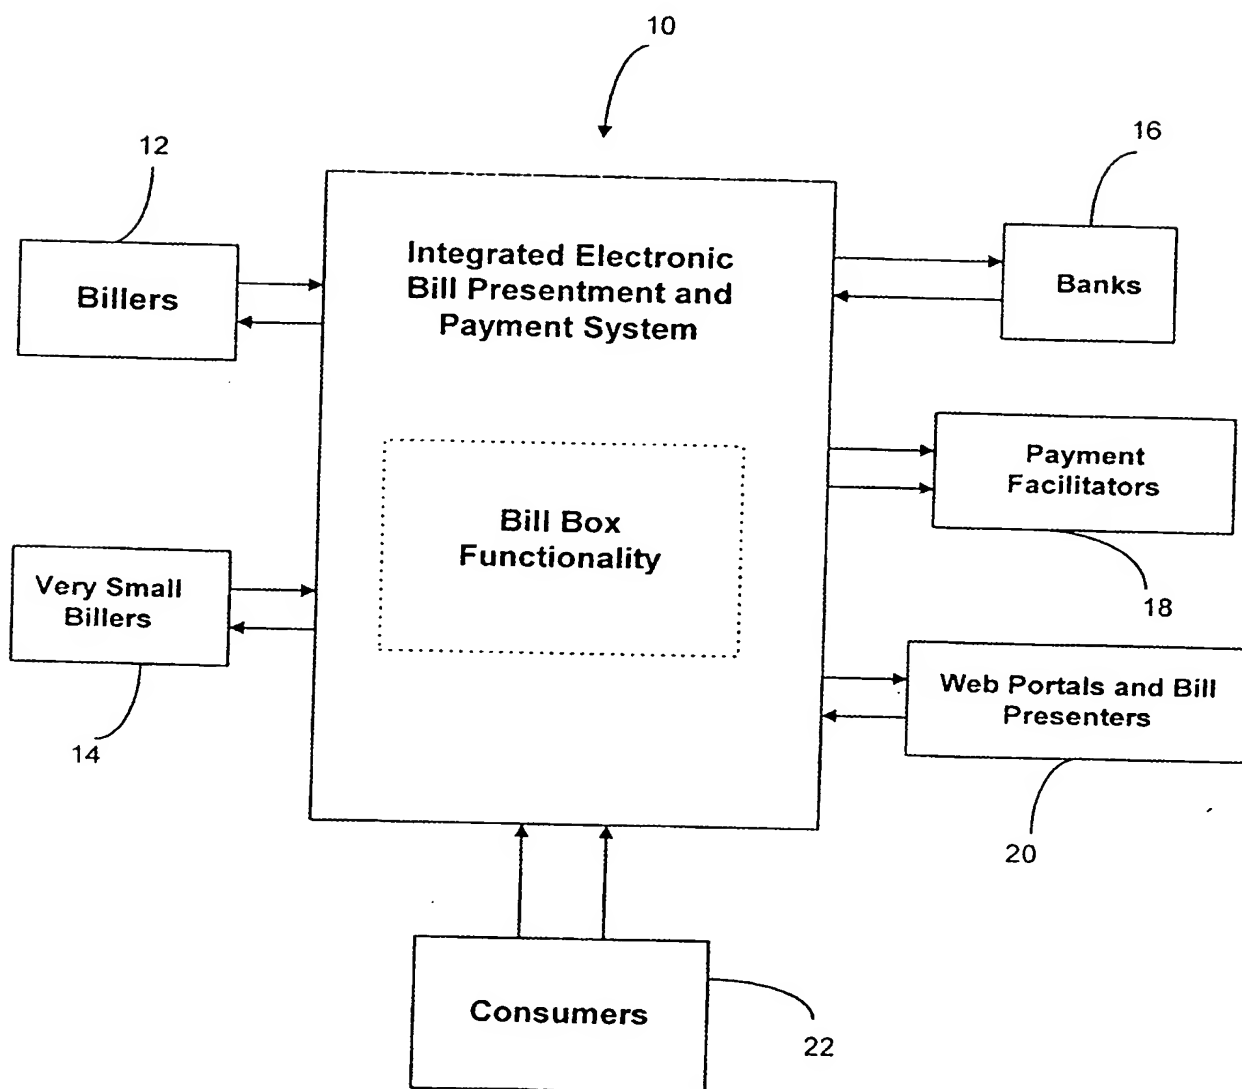 10
12
16
Integrated Electronic
Bill Presentment and
Payment System
Billers
Banks
Payment
Facilitators
Bill Box
Functionality
Very Small
Billers
18
Web Portals and Bill
Presenters
14
20
Consumers
22